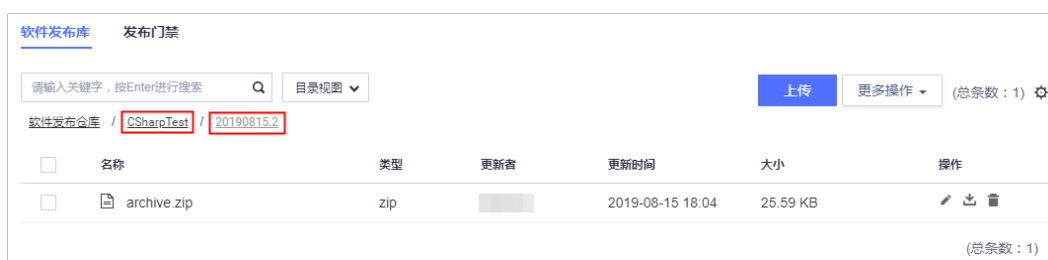 软件发布库 发布门禁
请输入关键字，按Enter进行搜索 目录视图 上传 更多操作 (总条数：1)
软件发布仓库 / CSharpTest / 20190815.2
名称 类型 更新者 更新时间 大小 操作
archive.zip zip 2019-08-15 18:04 25.59 KB
(总条数：1)